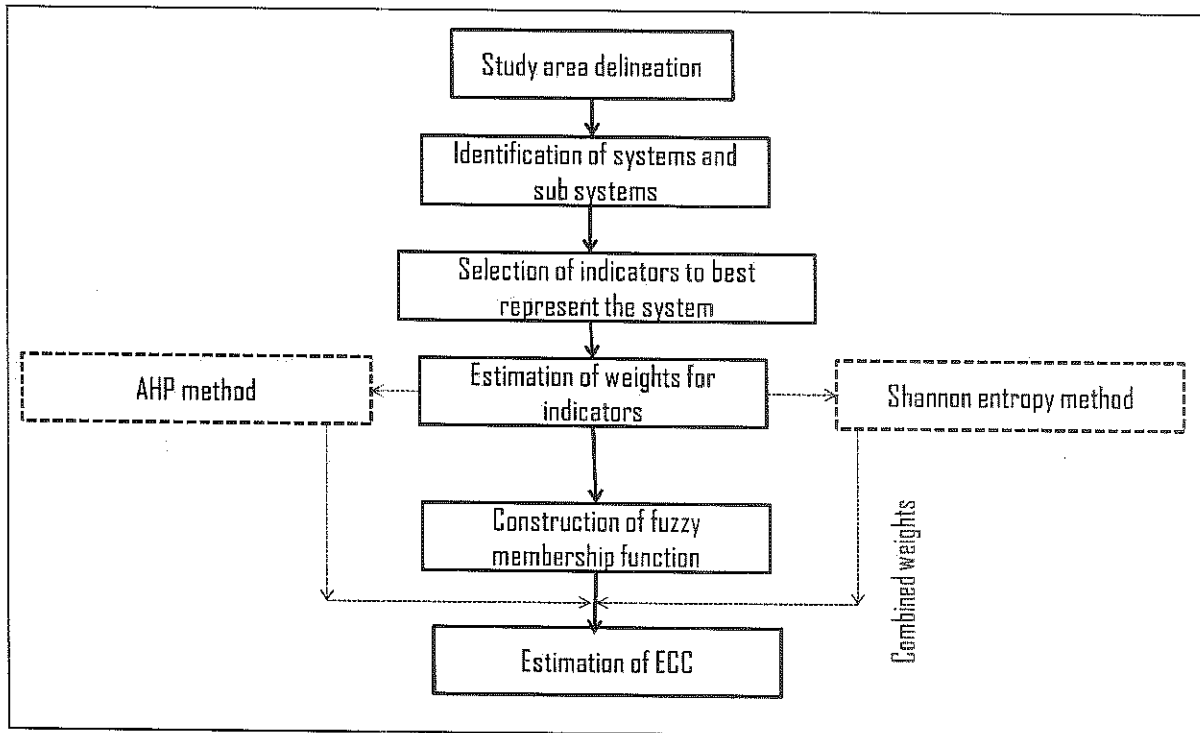 Study area delineation
Identification of systems and
sub systems
Selection of indicators to best
represent the system
AHP method
Estimation of weights for
indicators
Shannon entropy method
Construction of fuzzy
membership function
Combined weights
Estimation of ECC